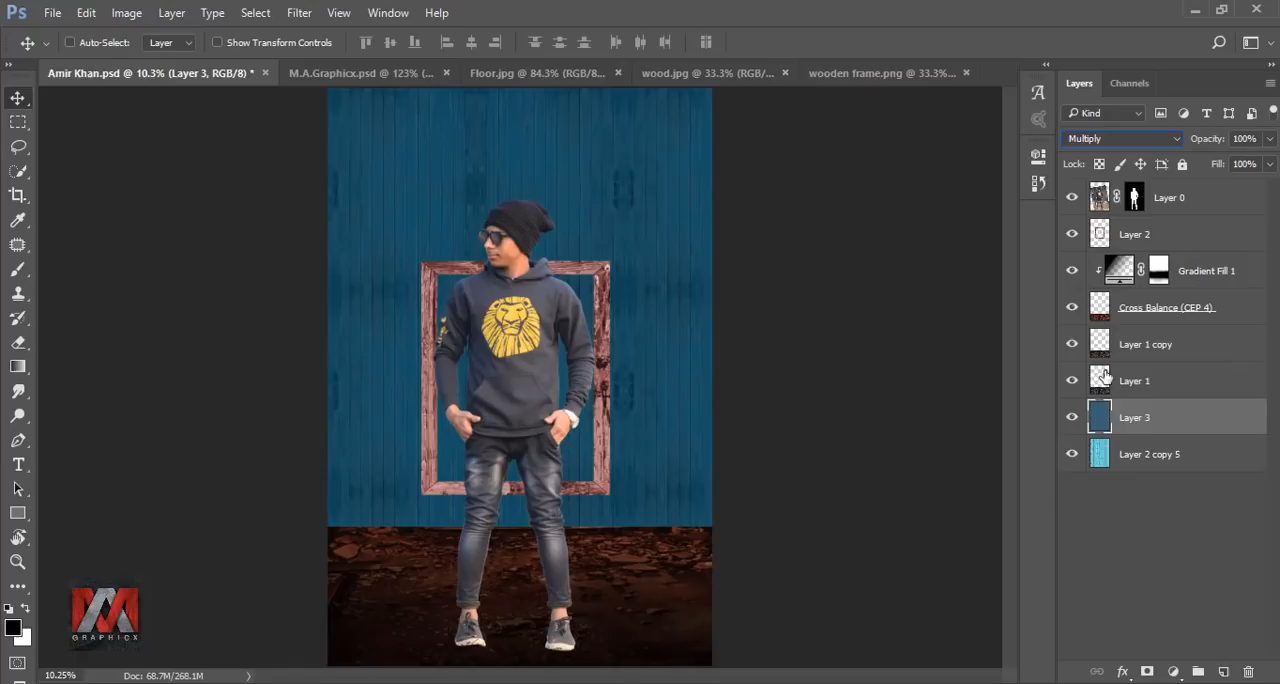 Ps File Edit Image Layer Type Select Filter View Window Help
Auto-Select: Layer Show Transform Controls
Amir Khan.psd @ 10.3% (Layer 3, RGB/8) * × M.A.Graphicx.psd @ 123% (... × Floor.jpg @ 84.3% (RGB/8... × wood.jpg @ 33.3% (RGB/... × wooden frame.png @ 33.3%... ×
Layers Channels
Kind
Multiply Opacity: 100%
Lock: Fill: 100%
Layer 0
Layer 2
Gradient Fill 1
Cross Balance (CEP 4)
Layer 1 copy
Layer 1
Layer 3
Layer 2 copy 5
MA
GRAPHICX
10.25% Doc: 68.7M/268.1M